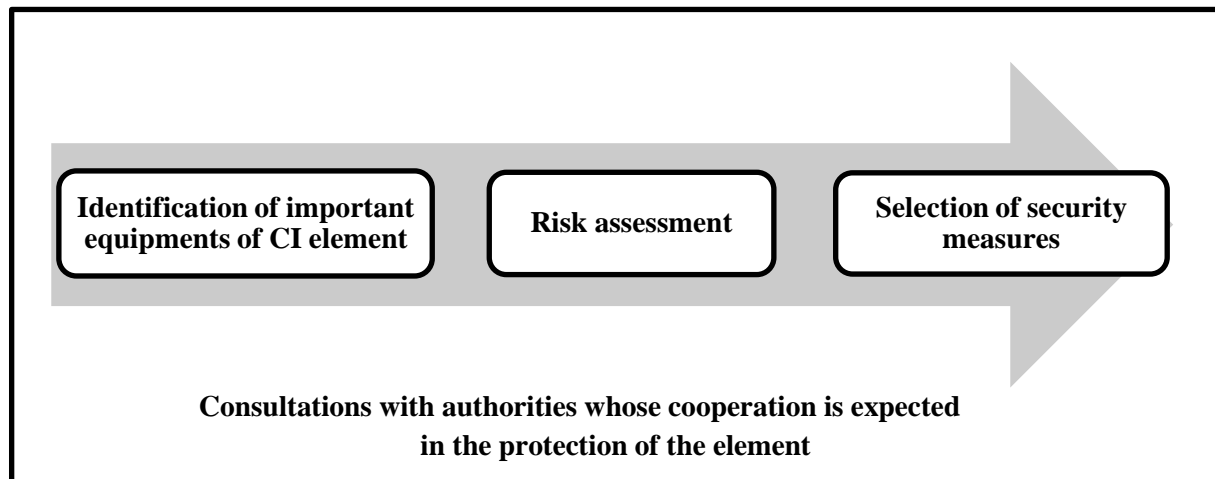 Identification of important
equipments of CI element
Risk assessment
Selection of security
measures
Consultations with authorities whose cooperation is expected
in the protection of the element